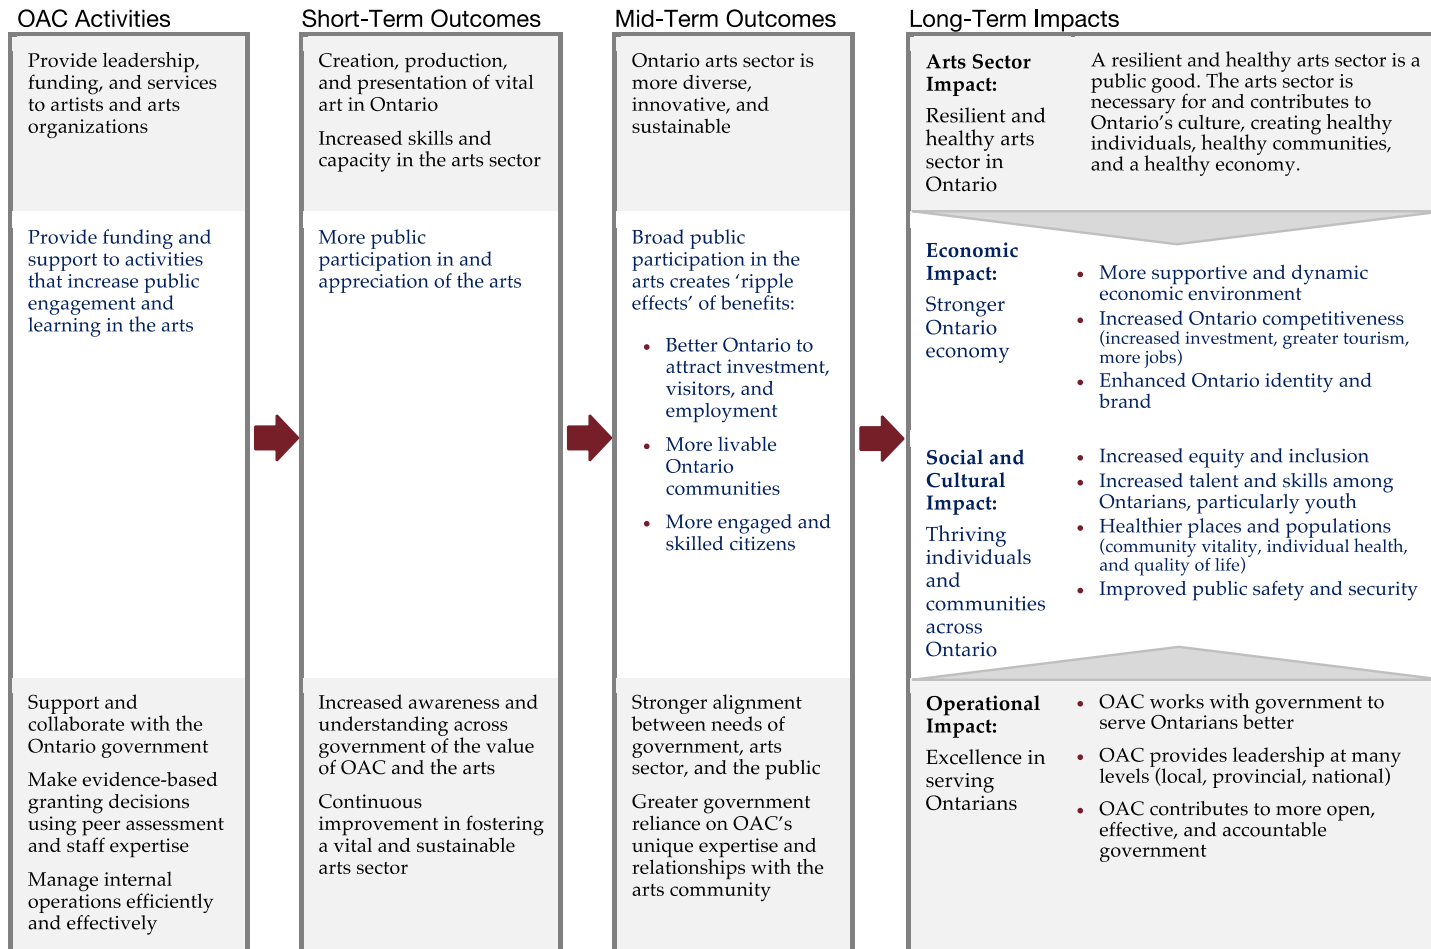 OAC Activities
Provide leadership,
funding, and services
to artists and arts
organizations
Provide funding and
support to activities
that increase public
engagement and
learning in the arts
Support and
collaborate with the
Ontario government
Make evidence-based
granting decisions
using peer assessment
and staff expertise
Manage internal
operations efficiently
and effectively
Short-Term Outcomes
Creation, production,
and presentation of vital
art in Ontario
Increased skills and
capacity in the arts sector
More public
participation in and
appreciation of the arts
Increased awareness and
understanding across
government of the value
of OAC and the arts
Continuous
improvement in fostering
a vital and sustainable
arts sector
Mid-Term Outcomes
Ontario arts sector is
more diverse,
innovative, and
sustainable
Broad public
participation in the
arts creates ‘ripple
effects’ of benefits:
• Better Ontario to
attract investment,
visitors, and
employment
• More livable
Ontario
communities
• More engaged and
skilled citizens
Stronger alignment
between needs of
government, arts
sector, and the public
Greater government
reliance on OAC’s
unique expertise and
relationships with the
arts community
Long-Term Impacts
Arts Sector
Impact:
Resilient and
healthy arts
sector in
Ontario
A resilient and healthy arts sector is a
public good. The arts sector is
necessary for and contributes to
Ontario’s culture, creating healthy
individuals, healthy communities,
and a healthy economy.
Economic
Impact:
Stronger
Ontario
economy
• More supportive and dynamic
economic environment
• Increased Ontario competitiveness
(increased investment, greater tourism,
more jobs)
• Enhanced Ontario identity and
brand
Social and
Cultural
Impact:
Thriving
individuals
and
communities
across
Ontario
• Increased equity and inclusion
• Increased talent and skills among
Ontarians, particularly youth
• Healthier places and populations
(community vitality, individual health,
and quality of life)
• Improved public safety and security
Operational
Impact:
Excellence in
serving
Ontarians
• OAC works with government to
serve Ontarians better
• OAC provides leadership at many
levels (local, provincial, national)
• OAC contributes to more open,
effective, and accountable
government